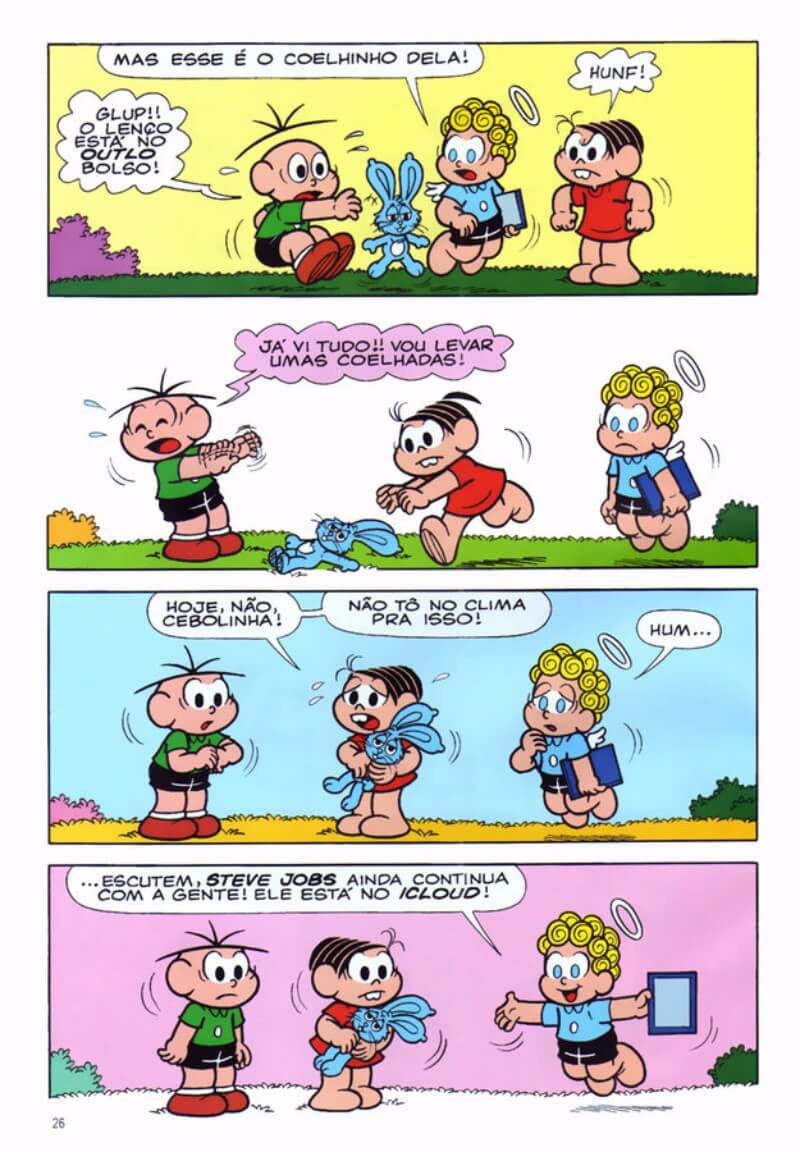 MAS ESSE É O COELHINHO DELA!
HUNF!
GLUP!!
O LENÇO
ESTÁ NO
OUTLO
BOLSO!
JÁ VI TUDO!! VOU LEVAR
UMAS COELHADAS!
HOJE, NÃO,
CEBOLINHA!
NÃO TÔ NO CLIMA
PRA ISSO!
HUM...
...ESCUTEM, STEVE JOBS AINDA CONTINUA
COM A GENTE! ELE ESTÁ NO ICLOUD!
26